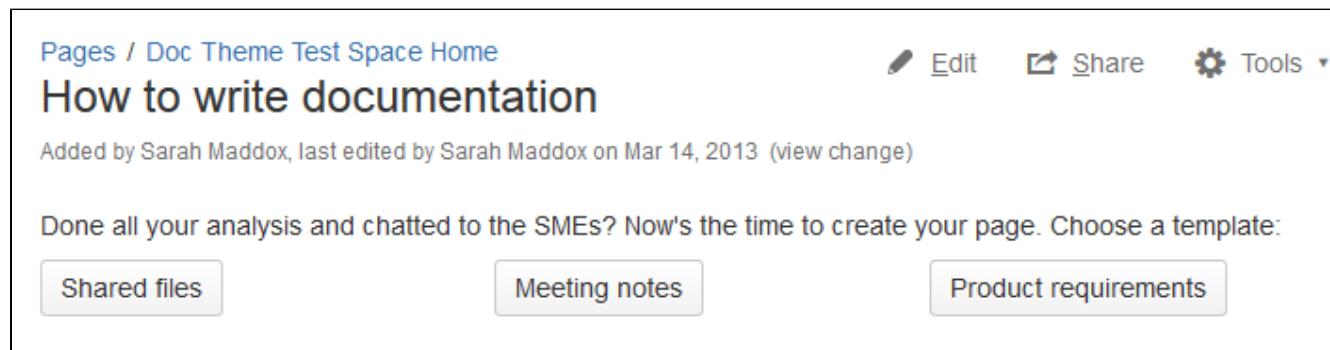 Pages / Doc Theme Test Space Home
Edit Share Tools
How to write documentation
Added by Sarah Maddox, last edited by Sarah Maddox on Mar 14, 2013 (view change)
Done all your analysis and chatted to the SMEs? Now's the time to create your page. Choose a template:
Shared files Meeting notes Product requirements